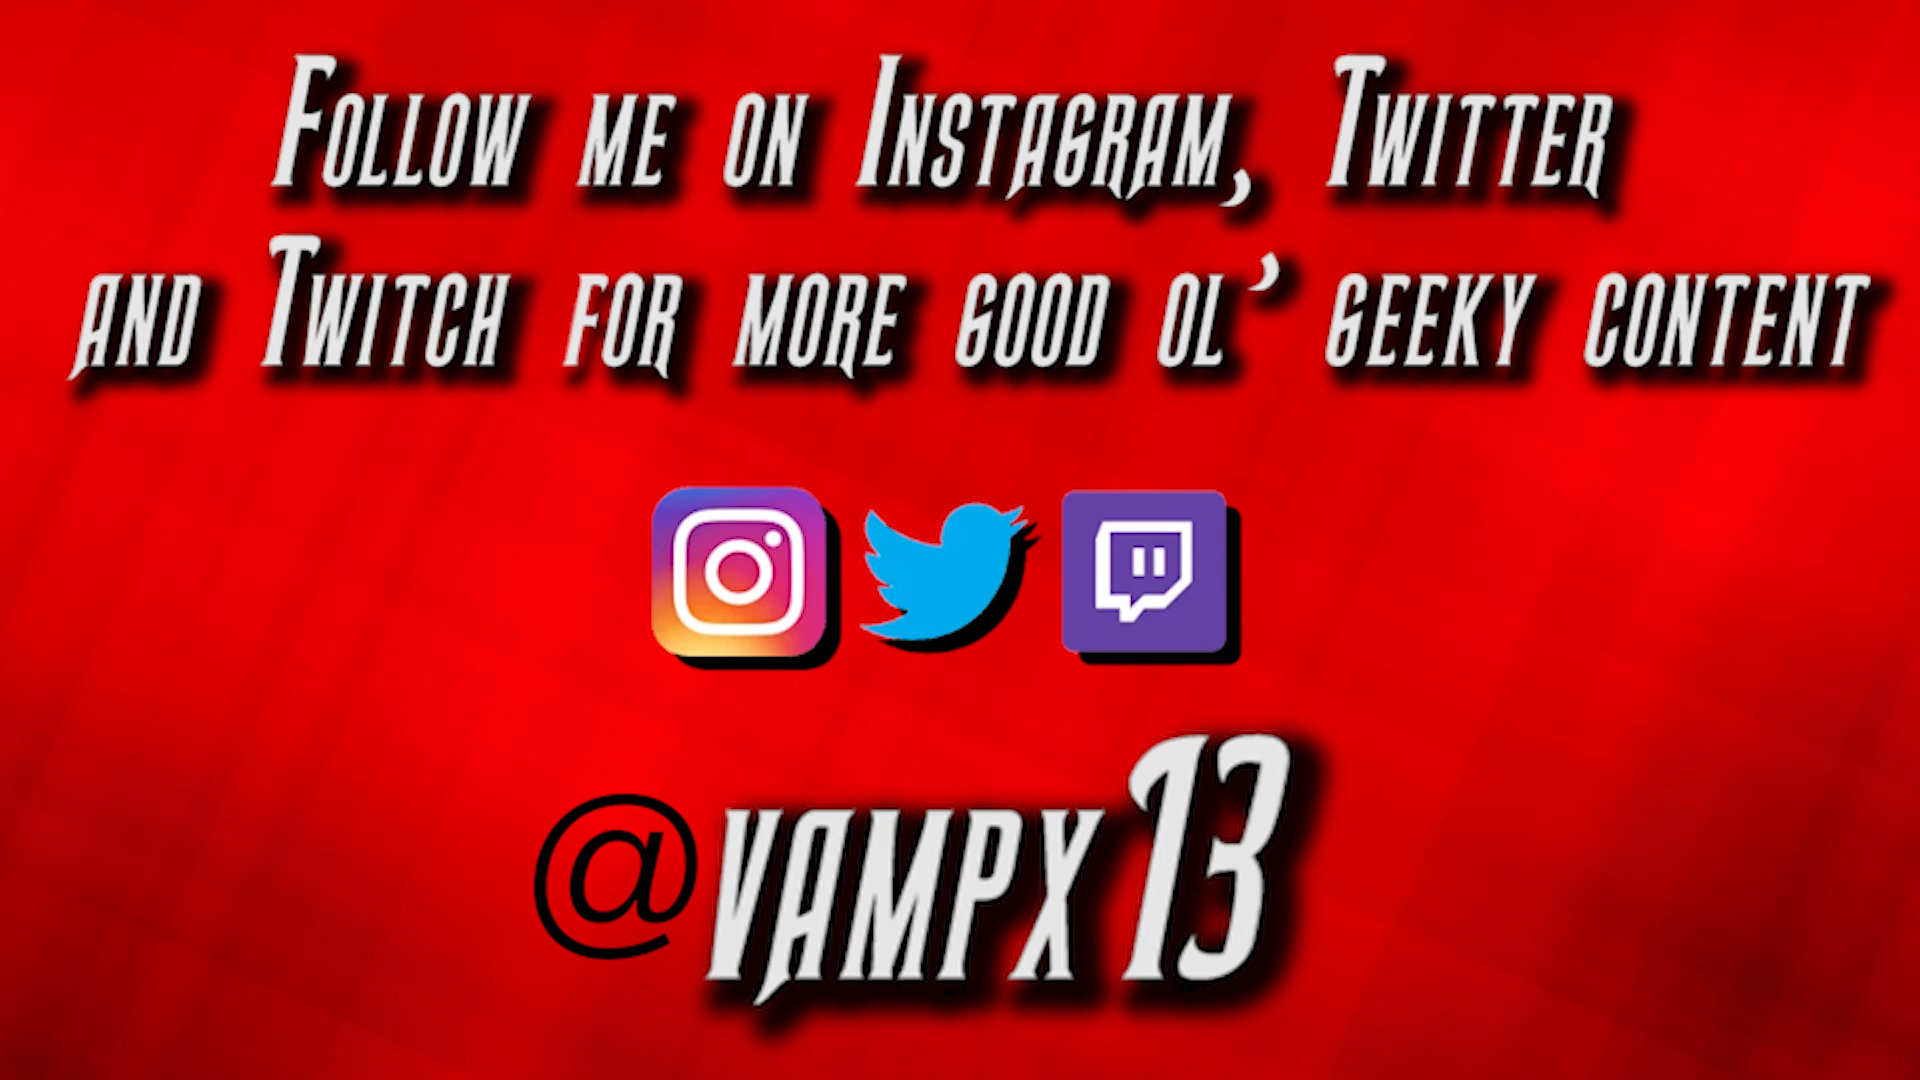 Follow me on Instagram, Twitter
and Twitch for more good ol' geeky content
@vampx13